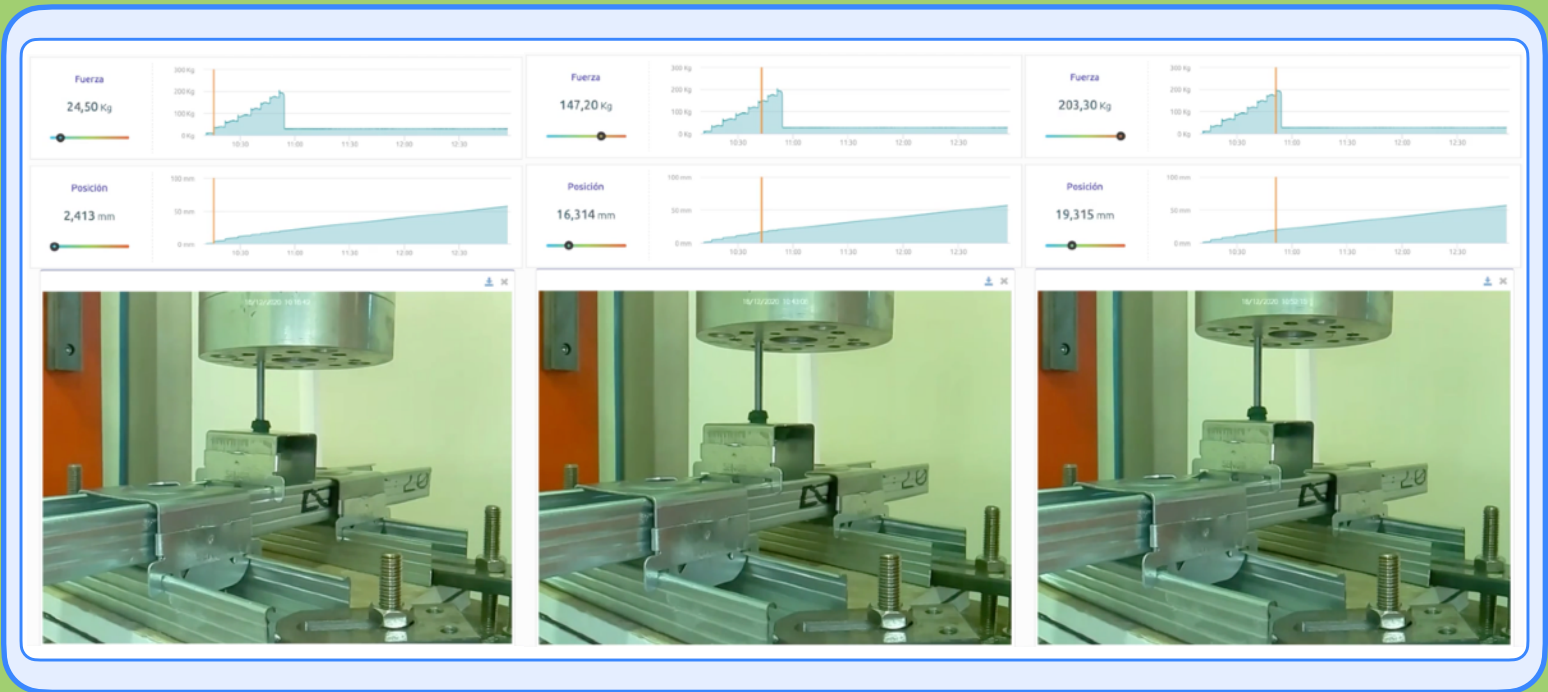 Fuerza
24,50 Kg
300 Kg
200 Kg
100 Kg
0 Kg
10:30 11:00 11:30 12:00 12:30
Posición
2,413 mm
100 mm
50 mm
0 mm
10:30 11:00 11:30 12:00 12:30
20
Fuerza
147,20 Kg
300 Kg
200 Kg
100 Kg
0 Kg
10:30 11:00 11:30 12:00 12:30
Posición
16,314 mm
100 mm
50 mm
0 mm
10:30 11:00 11:30 12:00 12:30
20
Fuerza
203,30 Kg
300 Kg
200 Kg
100 Kg
0 Kg
10:30 11:00 11:30 12:00 12:30
Posición
19,315 mm
100 mm
50 mm
0 mm
10:30 11:00 11:30 12:00 12:30
20